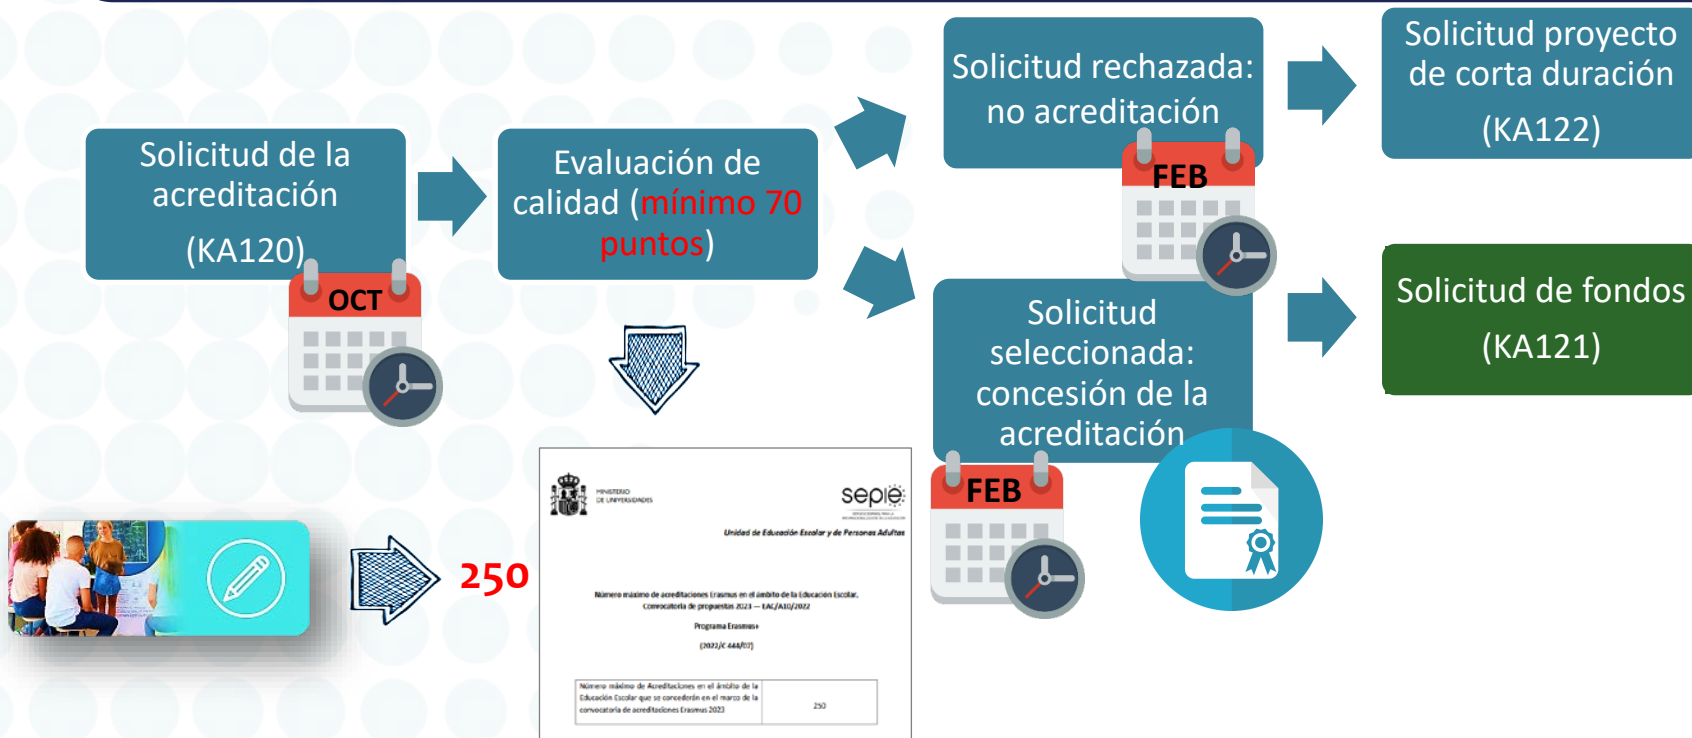 Solicitud de la
acreditación
(KA120)
OCT
Evaluación de
calidad (mínimo 70
puntos)
Solicitud rechazada:
no acreditación
FEB
Solicitud proyecto
de corta duración
(KA122)
Solicitud
seleccionada:
concesión de la
acreditación
FEB
Solicitud de fondos
(KA121)
250
MINISTERIO
DE UNIVERSIDADES
sepie
Unidad de Educación Escolar y de Personas Adultas
Número máximo de acreditaciones Erasmus en el ámbito de la Educación Escolar.
Convocatoria de propuestas 2023 — EAC/A10/2022
Programa Erasmus+
(2022/C 444/07)
Número máximo de Acreditaciones en el ámbito de la
Educación Escolar que se concederán en el marco de la
convocatoria de acreditaciones Erasmus 2023
250